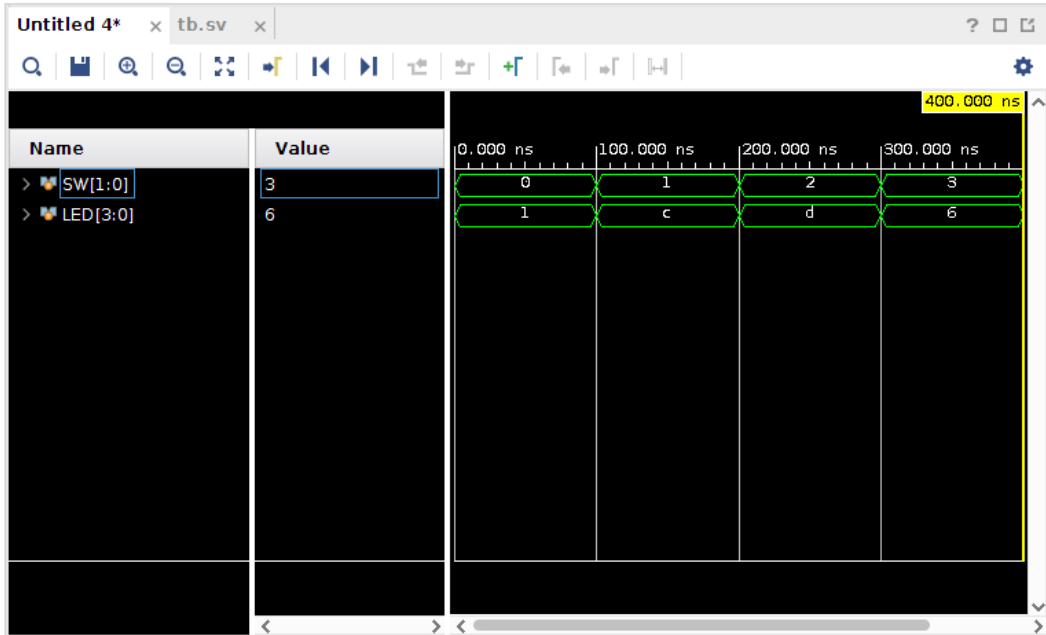 Untitled 4* × tb.sv × ?
400.000 ns
Name Value 0.000 ns 100.000 ns 200.000 ns 300.000 ns
> SW[1:0] 3 0 1 2 3
> LED[3:0] 6 1 c d 6